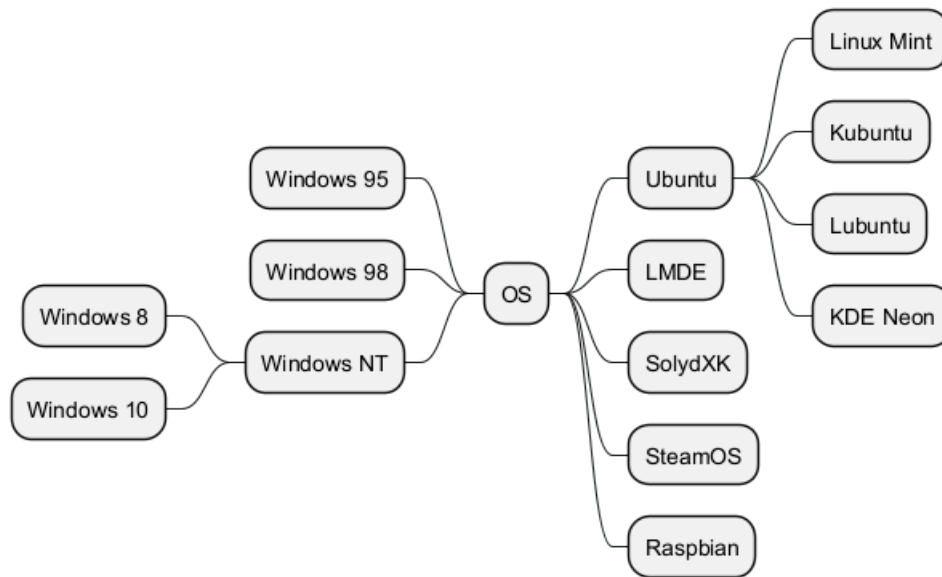 OS
Ubuntu
Linux Mint
Kubuntu
Lubuntu
KDE Neon
LMDE
SolydXK
SteamOS
Raspbian
Windows 95
Windows 98
Windows NT
Windows 8
Windows 10